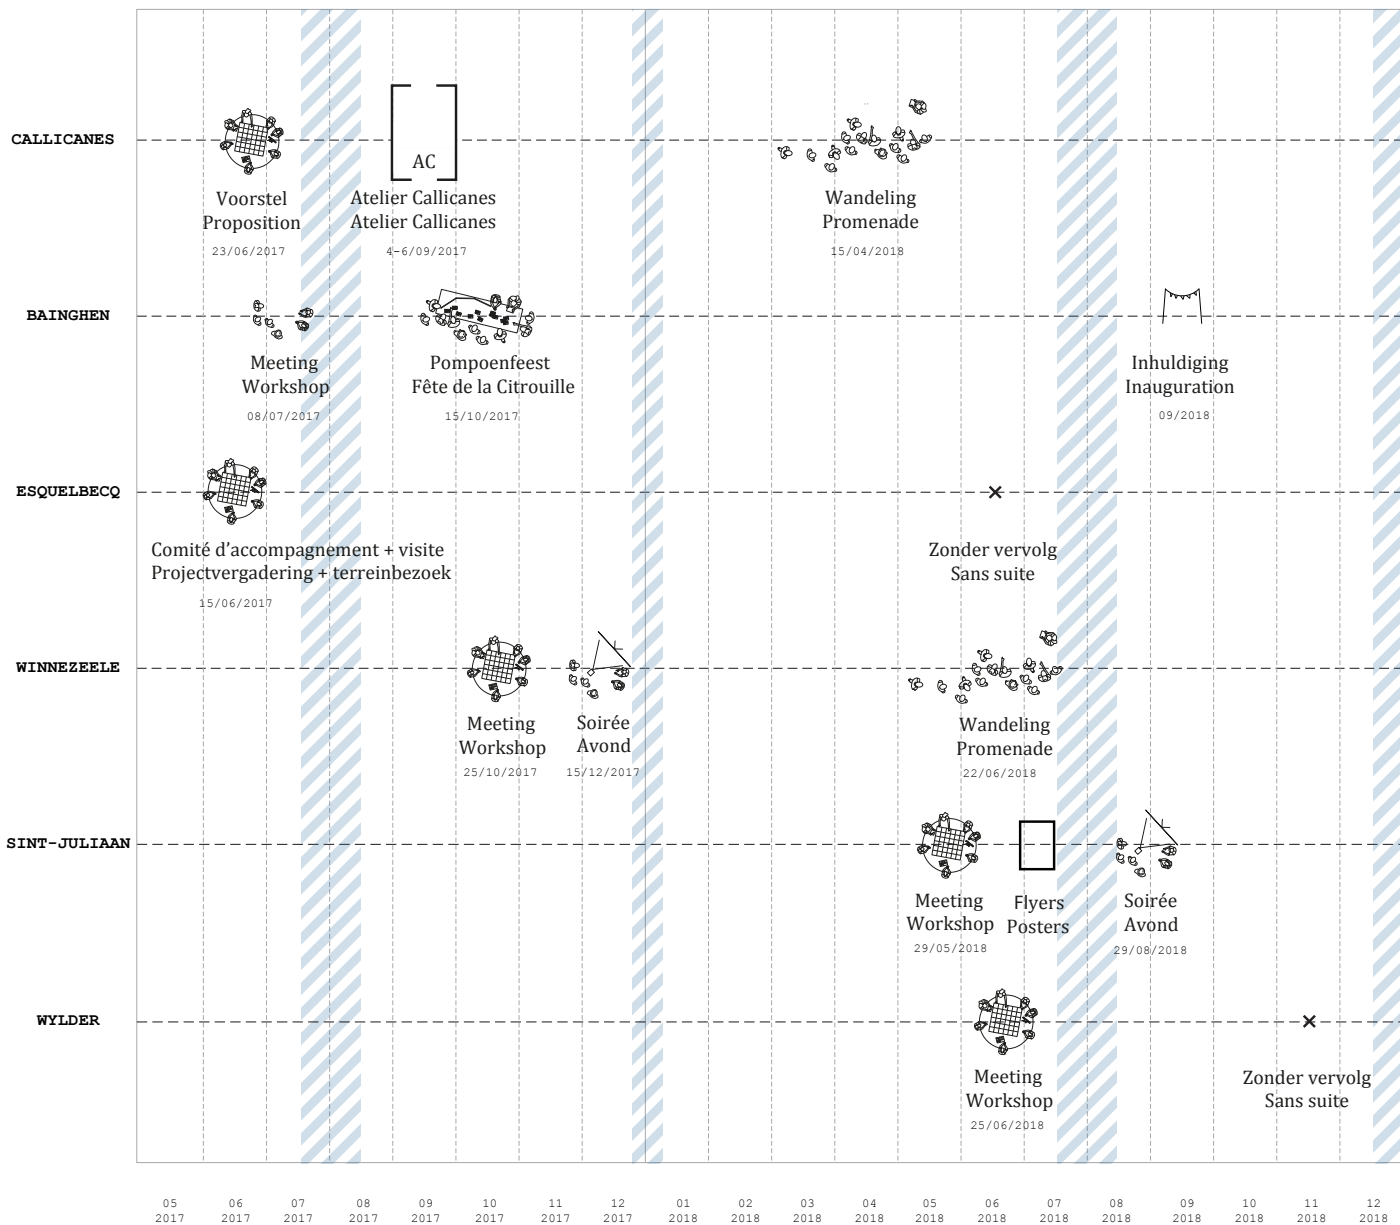 CALLICANES
AC
Voorstel
Proposition
23/06/2017
Atelier Callicanes
Atelier Callicanes
4-6/09/2017
Wandeling
Promenade
15/04/2018
BAINGHEN
Meeting
Workshop
08/07/2017
Pompoenfeest
Fête de la Citrouille
15/10/2017
Inhuldiging
Inauguration
09/2018
ESQUELBECQ
Comité d’accompagnement + visite
Projectvergadering + terreinbezoek
15/06/2017
Zonder vervolg
Sans suite
WINNEZEELE
Meeting
Workshop
25/10/2017
Soirée
Avond
15/12/2017
Wandeling
Promenade
22/06/2018
SINT-JULIAAN
Meeting
Workshop
29/05/2018
Flyers
Posters
Soirée
Avond
29/08/2018
WYLDER
Meeting
Workshop
25/06/2018
Zonder vervolg
Sans suite
05 06 07 08 09 10 11 12 01 02 03 04 05 06 07 08 09 10 11 12
2017 2017 2017 2017 2017 2017 2017 2017 2018 2018 2018 2018 2018 2018 2018 2018 2018 2018 2018 2018